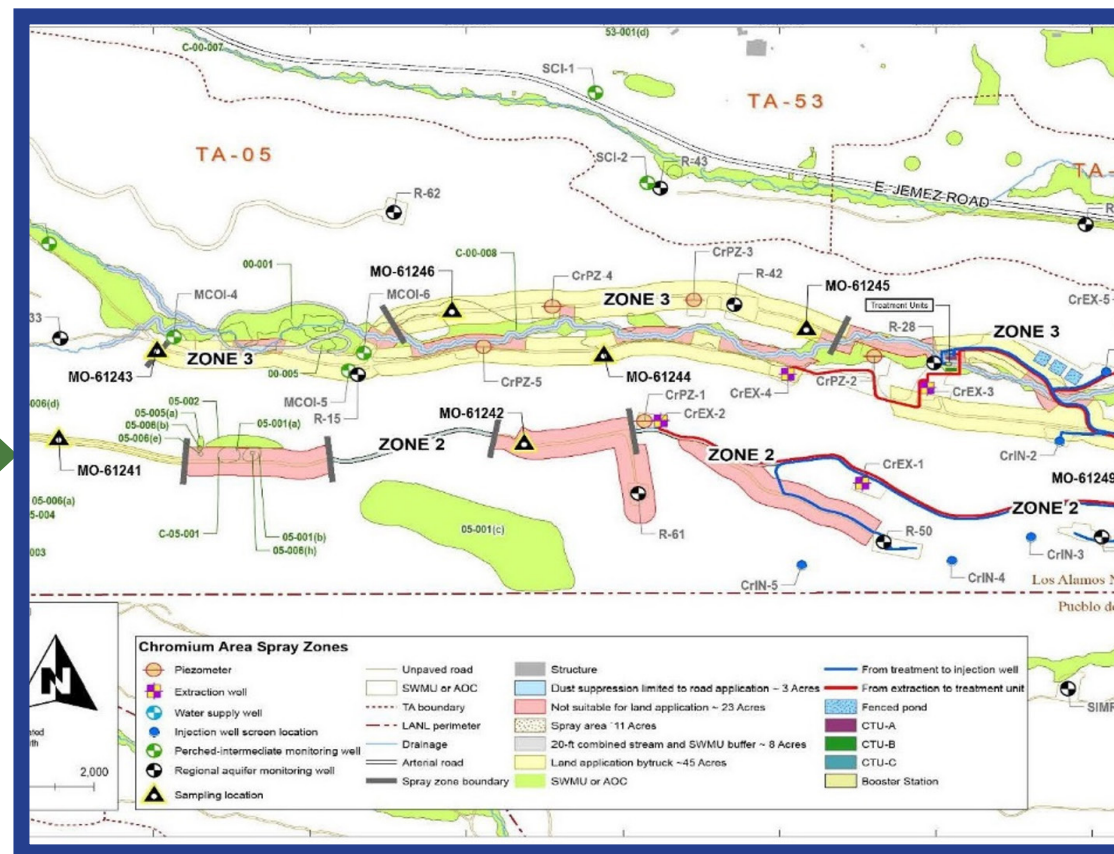 53-001(d)
C-00-007
SCI-1
TA-53
TA-05
SCI-2
R-43
TA-
E. JEMEZ ROAD
R-62
R
CrPZ-3
00-001
MO-61246
C-00-008
CrPZ-4
MCOI-4
MCOI-6
R-42
MO-61245
ZONE 3
CrEX-5
Treatment Units
33
R-28
ZONE 3
ZONE 3
MO-61243
00-005
CrPZ-5
MO-61244
CrEX-4
CrPZ-2
CrEX-3
MCOI-5
R-15
006(d)
05-002
05-005(a)
05-001(a)
05-006(b)
05-006(e)
MO-61242
CrPZ-1
CrEX-2
ZONE 2
CrIN-2
MO-61241
ZONE 2
CrEX-1
MO-61249
05-006(a)
5-004
C-05-001
05-001(b)
05-006(h)
05-001(c)
R-61
ZONE 2
R-50
003
CrIN-3
CrIN-5
CrIN-4
Los Alamos N
Pueblo de
N
2,000
Chromium Area Spray Zones
Piezometer
Extraction well
Water supply well
Injection well screen location
Perched-intermediate monitoring well
Regional aquifer monitoring well
Sampling location
Unpaved road
SWMU or AOC
TA boundary
LANL perimeter
Drainage
Arterial road
Spray zone boundary
Structure
Dust suppression limited to road application ~ 3 Acres
Not suitable for land application ~ 23 Acres
Spray area ~11 Acres
20-ft combined stream and SWMU buffer ~ 8 Acres
Land application bytruck ~45 Acres
SWMU or AOC
From treatment to injection well
From extraction to treatment unit
Fenced pond
CTU-A
CTU-B
CTU-C
Booster Station
SIMR